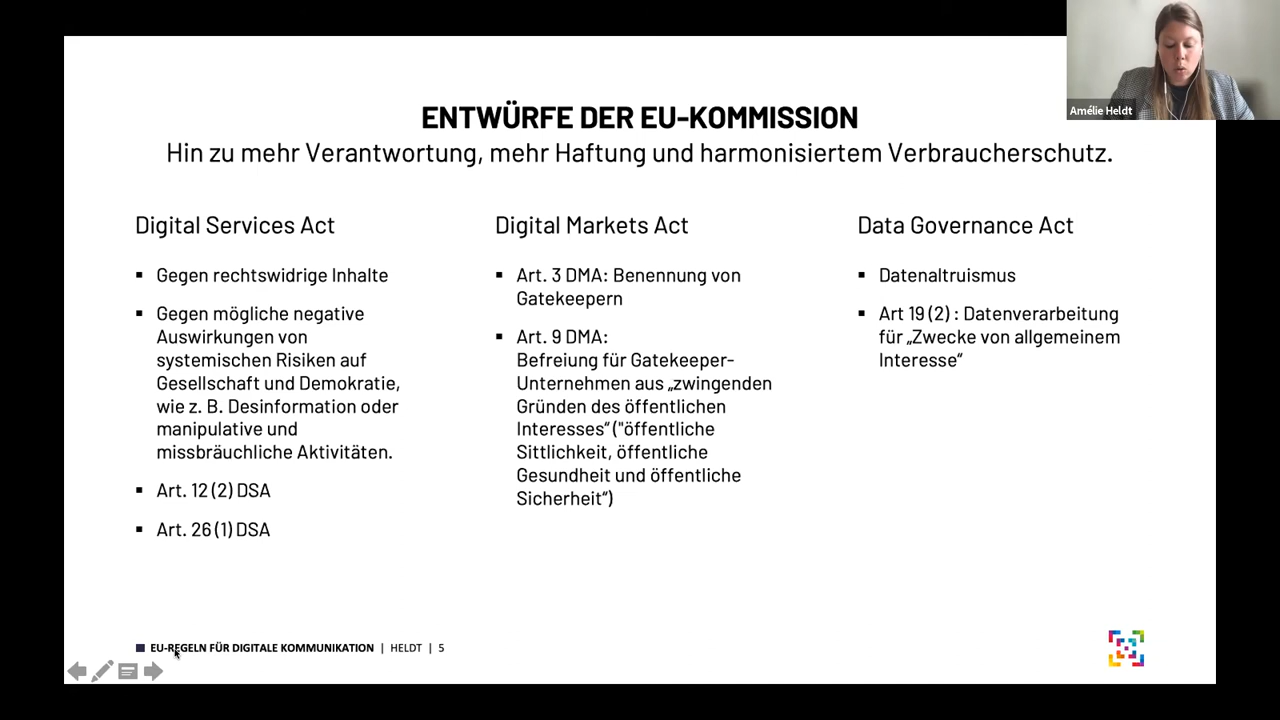 Amélie Heldt
ENTWÜRFE DER EU-KOMMISSION
Hin zu mehr Verantwortung, mehr Haftung und harmonisiertem Verbraucherschutz.
Digital Services Act
▪ Gegen rechtswidrige Inhalte
▪ Gegen mögliche negative
Auswirkungen von
systemischen Risiken auf
Gesellschaft und Demokratie,
wie z. B. Desinformation oder
manipulative und
missbräuchliche Aktivitäten.
▪ Art. 12 (2) DSA
▪ Art. 26 (1) DSA
Digital Markets Act
▪ Art. 3 DMA: Benennung von
Gatekeepern
▪ Art. 9 DMA:
Befreiung für Gatekeeper-
Unternehmen aus „zwingenden
Gründen des öffentlichen
Interesses“ ("öffentliche
Sittlichkeit, öffentliche
Gesundheit und öffentliche
Sicherheit“)
Data Governance Act
▪ Datenaltruismus
▪ Art 19 (2) : Datenverarbeitung
für „Zwecke von allgemeinem
Interesse“
EU-REGELN FÜR DIGITALE KOMMUNIKATION | HELDT | 5